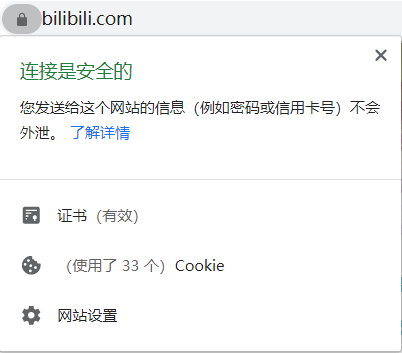 bilibili.com
连接是安全的
您发送给这个网站的信息（例如密码或信用卡号）不会
外泄。 了解详情
证书（有效）
（使用了 33 个）Cookie
网站设置